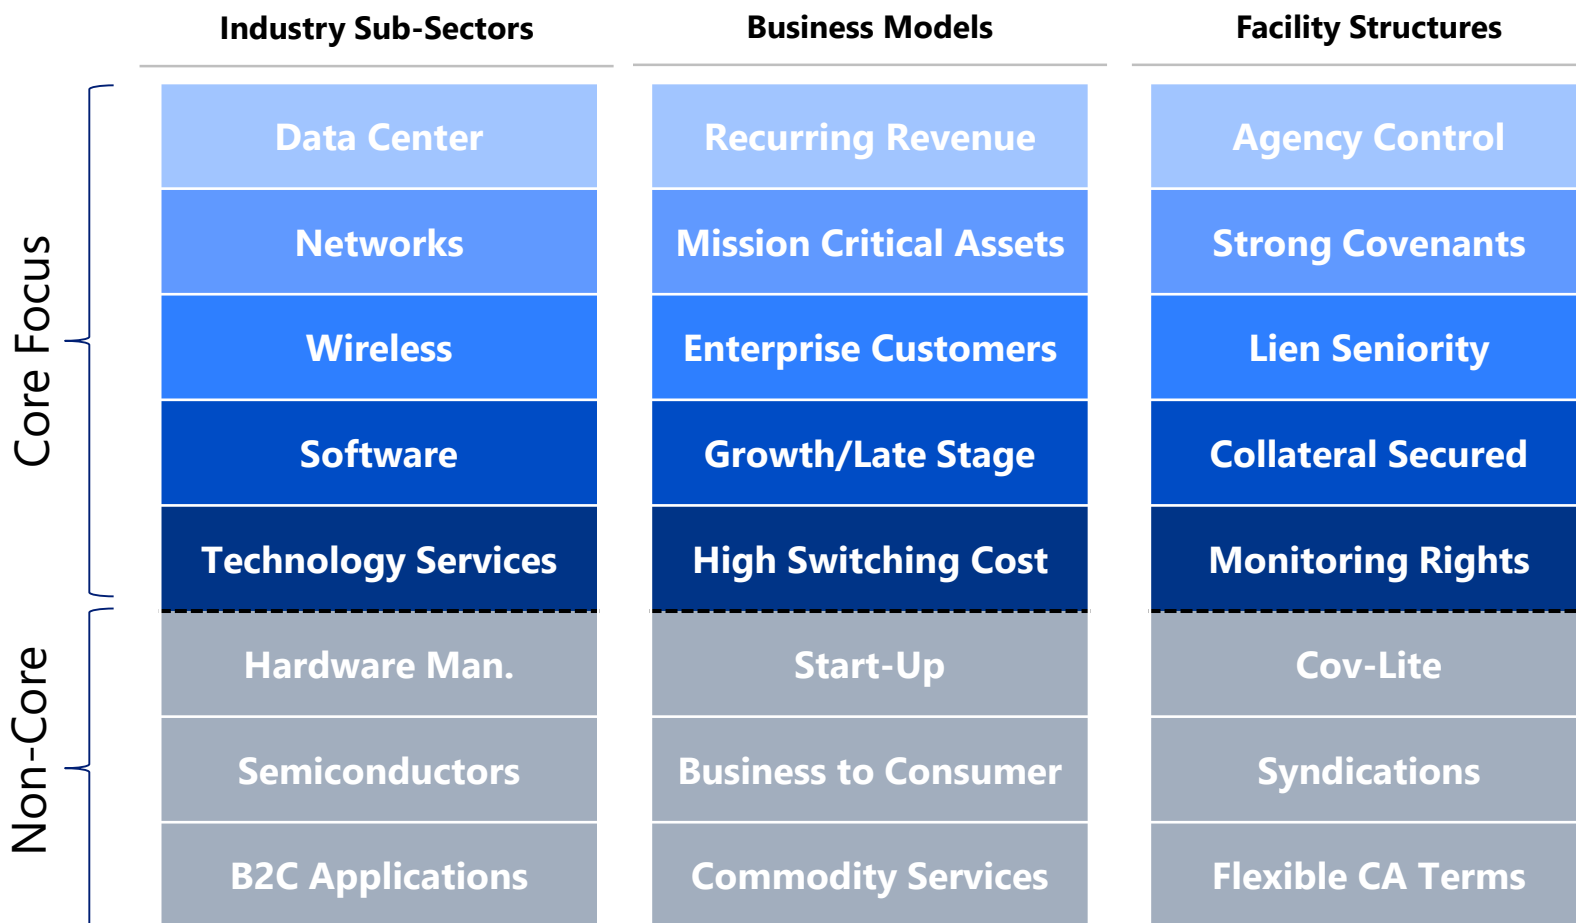 Industry Sub-Sectors
Business Models
Facility Structures
Core Focus
Data Center
Recurring Revenue
Agency Control
Networks
Mission Critical Assets
Strong Covenants
Wireless
Enterprise Customers
Lien Seniority
Software
Growth/Late Stage
Collateral Secured
Technology Services
High Switching Cost
Monitoring Rights
Non-Core
Hardware Man.
Start-Up
Cov-Lite
Semiconductors
Business to Consumer
Syndications
B2C Applications
Commodity Services
Flexible CA Terms